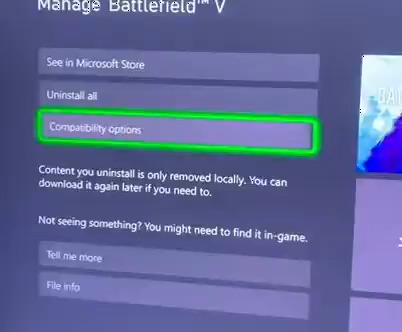 Manage Battlefield™ V
See in Microsoft Store
Uninstall all
Compatibility options
Content you uninstall is only removed locally. You can
download it again later if you need to.
Not seeing something? You might need to find it in-game.
Tell me more
File info